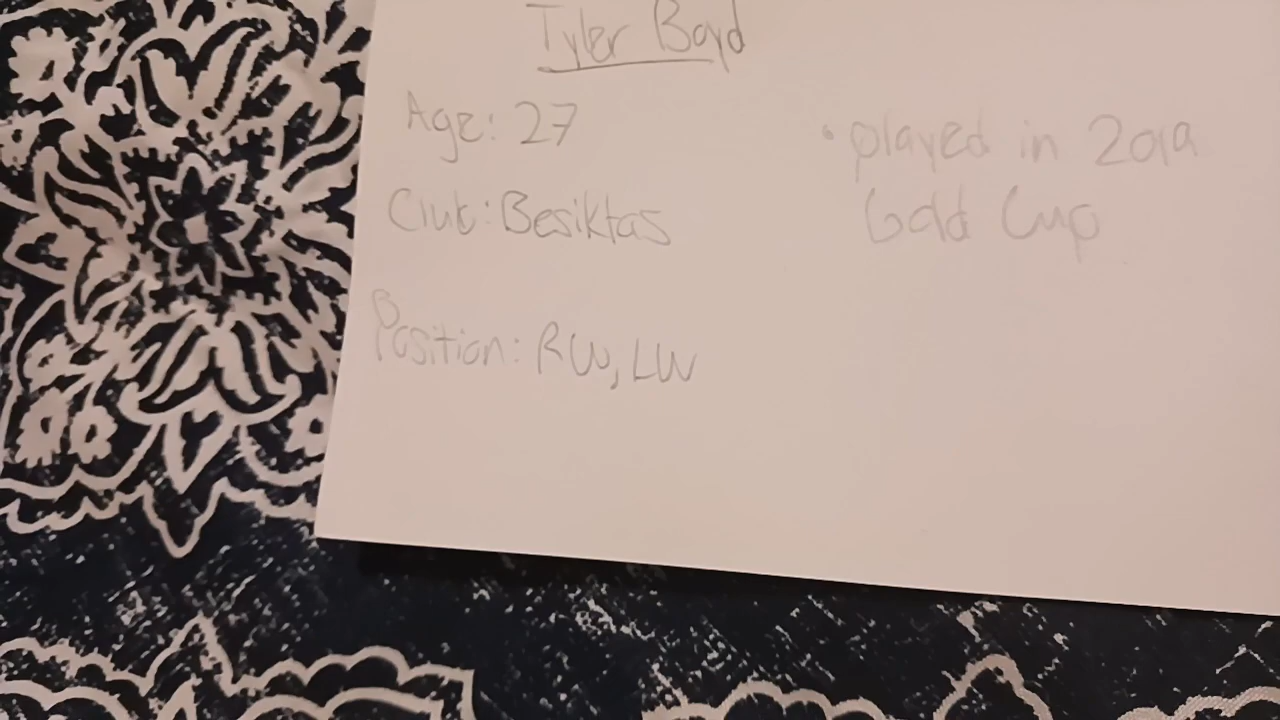 Tyler Boyd
Age: 27
Club: Besiktas
Position: RW, LW
• played in 2019
Gold Cup